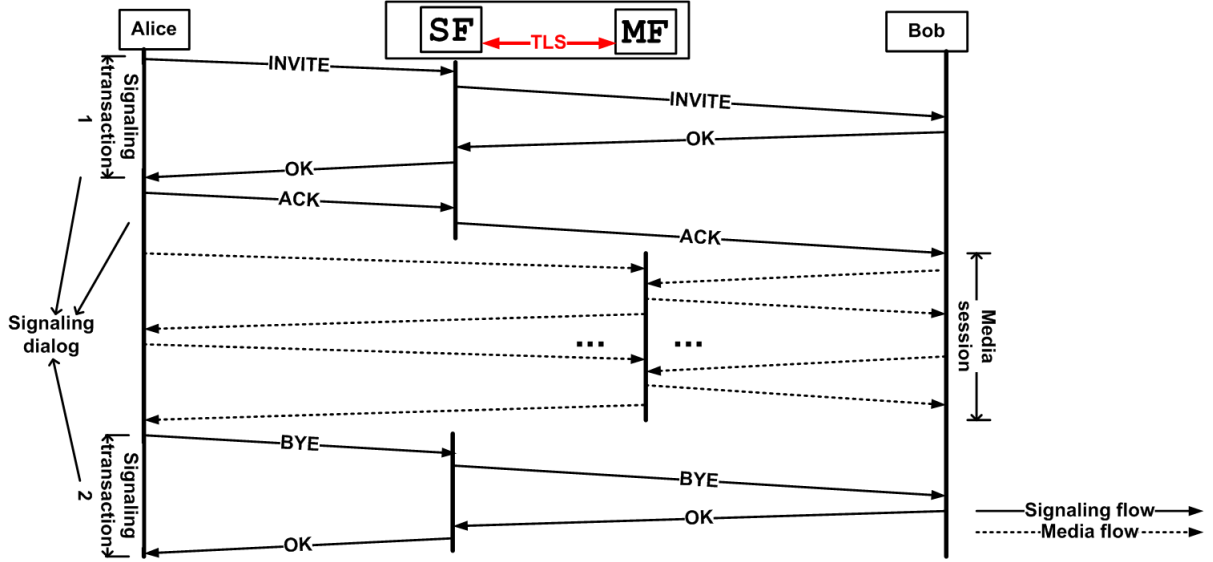 Alice
SF
TLS
MF
Bob
INVITE
Signaling
transaction
1
INVITE
OK
OK
ACK
ACK
Signaling
dialog
...
...
Media
session
BYE
Signaling
transaction
2
BYE
OK
OK
Signaling flow
Media flow